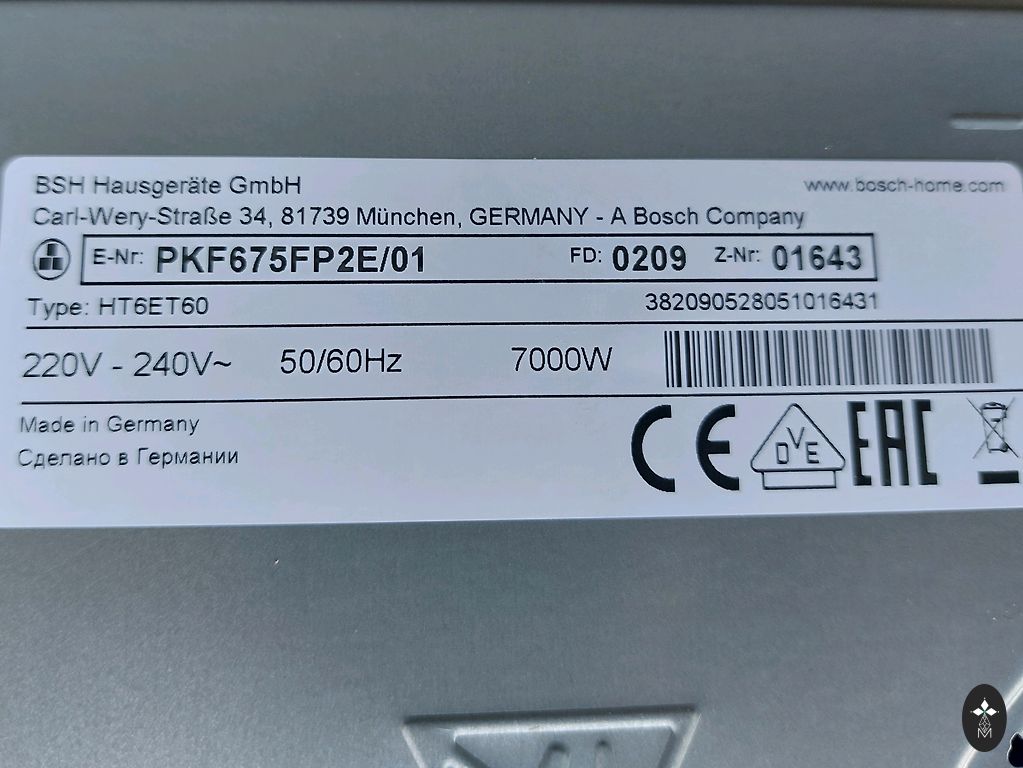 BSH Hausgeräte GmbH www.bosch-home.com
Carl-Wery-Straße 34, 81739 München, GERMANY - A Bosch Company
E-Nr: PKF675FP2E/01 FD: 0209 Z-Nr: 01643
Type: HT6ET60 382090528051016431
220V - 240V~ 50/60Hz 7000W
Made in Germany
Сделано в Германии
CE DVE EAC
M